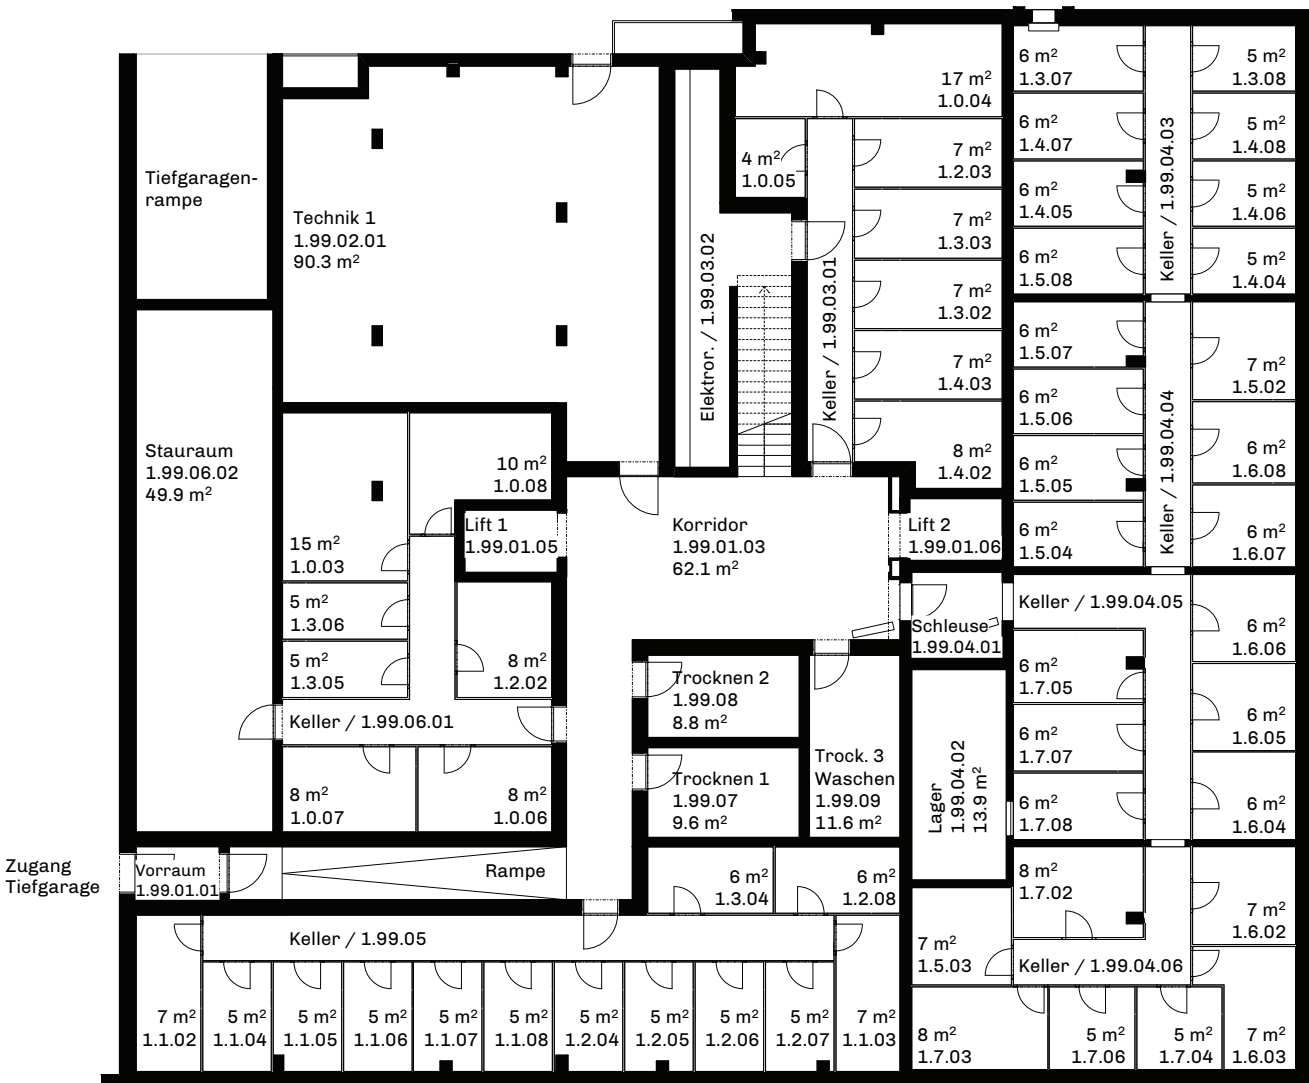 Tiefgaragen-
rampe
Technik 1
1.99.02.01
90.3 m²
Stauraum
1.99.06.02
49.9 m²
Elektror. / 1.99.03.02
17 m²
1.0.04
4 m²
1.0.05
Keller / 1.99.03.01
7 m²
1.2.03
7 m²
1.3.03
7 m²
1.3.02
7 m²
1.4.03
8 m²
1.4.02
6 m²
1.3.07
6 m²
1.4.07
6 m²
1.4.05
6 m²
1.5.08
Keller / 1.99.04.03
5 m²
1.3.08
5 m²
1.4.08
5 m²
1.4.06
5 m²
1.4.04
6 m²
1.5.07
6 m²
1.5.06
6 m²
1.5.05
6 m²
1.5.04
Keller / 1.99.04.04
7 m²
1.5.02
6 m²
1.6.08
6 m²
1.6.07
10 m²
1.0.08
15 m²
1.0.03
5 m²
1.3.06
5 m²
1.3.05
Lift 1
1.99.01.05
8 m²
1.2.02
Keller / 1.99.06.01
8 m²
1.0.07
8 m²
1.0.06
Korridor
1.99.01.03
62.1 m²
Lift 2
1.99.01.06
Schleuse
1.99.04.01
Keller / 1.99.04.05
6 m²
1.7.05
6 m²
1.7.07
6 m²
1.7.08
6 m²
1.6.06
6 m²
1.6.05
6 m²
1.6.04
Trocknen 2
1.99.08
8.8 m²
Trocknen 1
1.99.07
9.6 m²
Trock. 3
Waschen
1.99.09
11.6 m²
Lager
1.99.04.02
13.9 m²
Zugang
Tiefgarage
Vorraum
1.99.01.01
Rampe
6 m²
1.3.04
6 m²
1.2.08
8 m²
1.7.02
7 m²
1.6.02
7 m²
1.5.03
Keller / 1.99.04.06
Keller / 1.99.05
7 m²
1.1.02
5 m²
1.1.04
5 m²
1.1.05
5 m²
1.1.06
5 m²
1.1.07
5 m²
1.1.08
5 m²
1.2.04
5 m²
1.2.05
5 m²
1.2.06
5 m²
1.2.07
7 m²
1.1.03
8 m²
1.7.03
5 m²
1.7.06
5 m²
1.7.04
7 m²
1.6.03